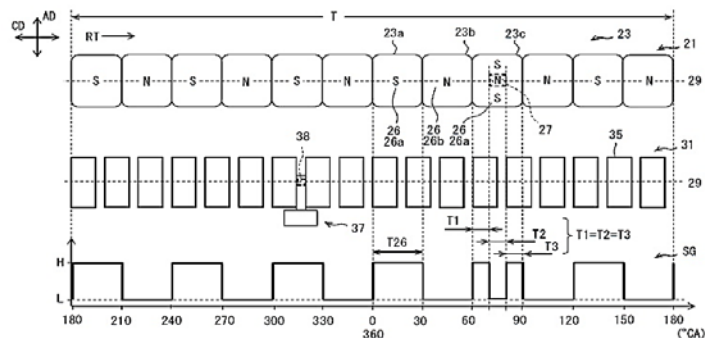 CD AD T
RT 23a 23b 23c 23 21
S N S N S N S N S N S N S N 29
S
26 26a 26 26b 26 26a 27
38 35 31
29
37 T1 T2 T3 T1=T2=T3
T26 SG
H
L
180 210 240 270 300 330 0 30 60 90 120 150 180
360 (°CA)